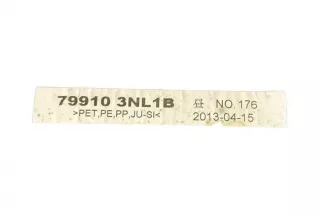 79910 3NL1B
>PET,PE,PP,JU-SI<
NO. 176
2013-04-15